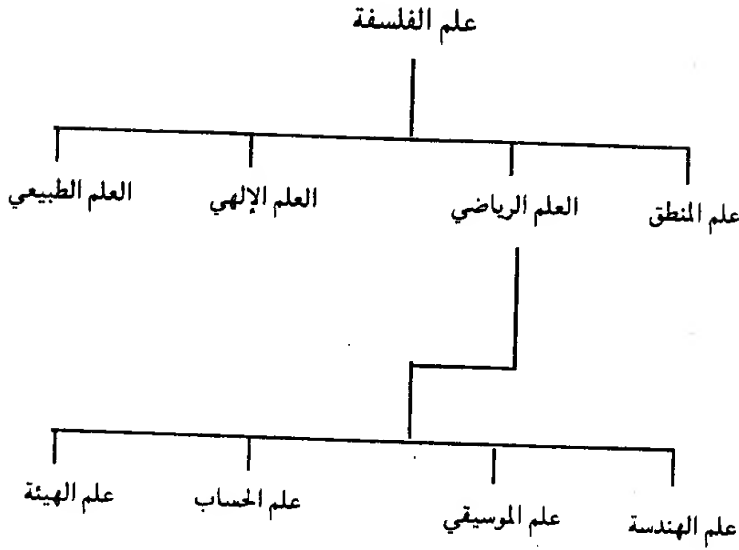 علم الفلسفة
علم المنطق
العلم الرياضي
العلم الإلهي
العلم الطبيعي
علم الهندسة
علم الموسيقي
علم الحساب
علم الهيئة